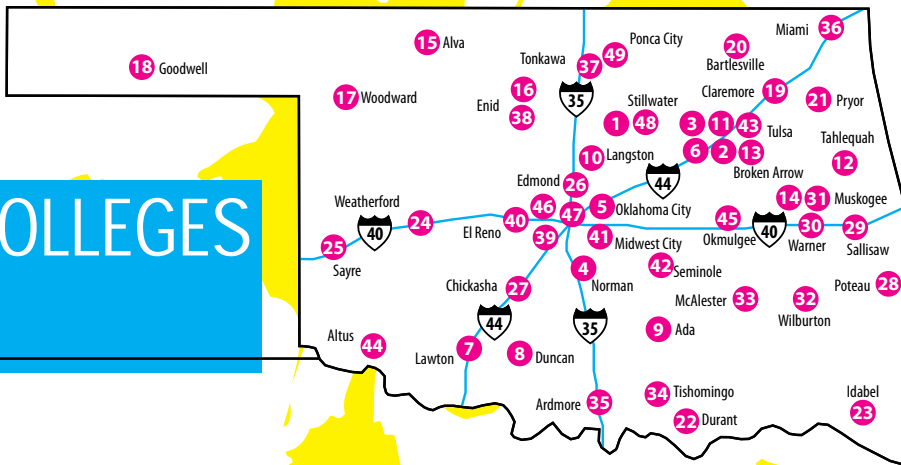 36
Miami
15 Alva
Ponca City
49
20
Bartlesville
18 Goodwell
Tonkawa
37
16
17 Woodward
35
Claremore
19
21 Pryor
Enid
38
Stillwater
1 48
3 11 43
Tulsa
Tahlequah
12
10 Langston
6 2 13
Broken Arrow
44
Edmond
26
14 31 Muskogee
OLLEGES
Weatherford
24
40
46
47
5
Oklahoma City
El Reno
40
45
Okmulgee
40
30
Warner
29
Sallisaw
25
Sayre
39
41
Midwest City
42
Seminole
4
Norman
Poteau 28
Chickasha
27
McAlester 33
32
Wilburton
44
35
9 Ada
Altus
44
Lawton 7
8 Duncan
34 Tishomingo
Idabel
23
Ardmore 35
22 Durant